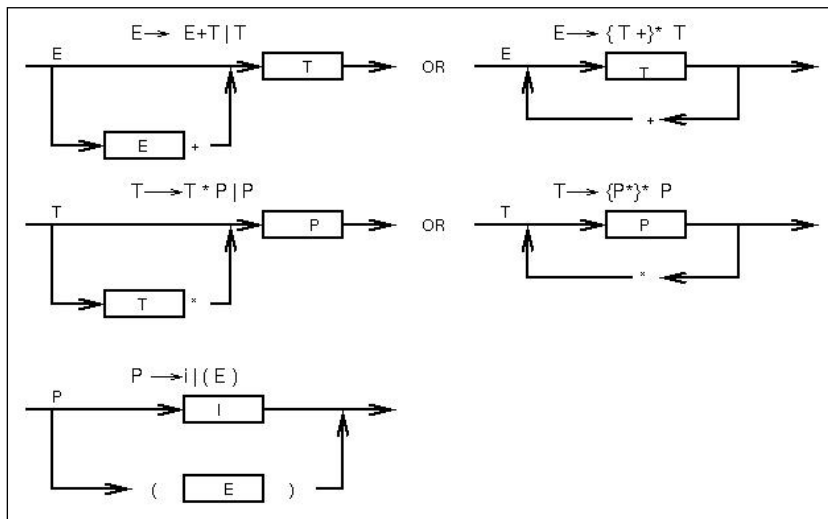 E → E+T | T
E → { T +}* T
E
T
OR
E
T
E +
+
T → T * P | P
T → {P*}* P
T
P
OR
T
P
T *
*
P → i | ( E )
P
I
( E )